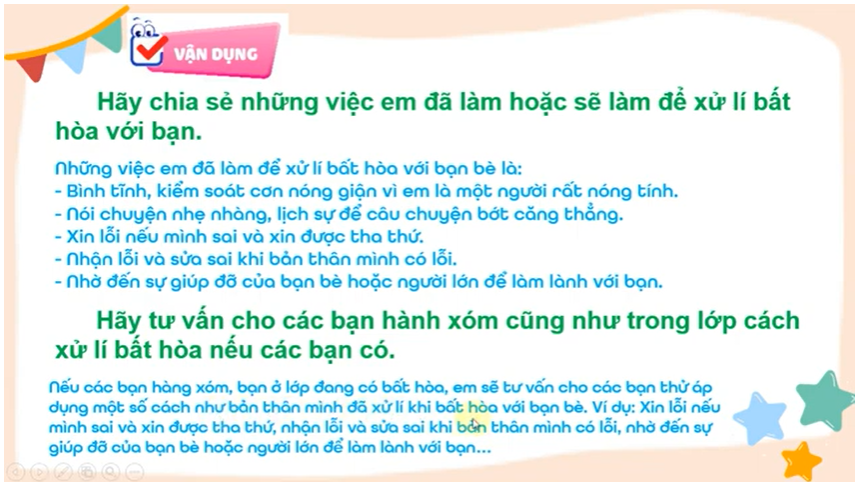 VẬN DỤNG
Hãy chia sẻ những việc em đã làm hoặc sẽ làm để xử lí bất
hòa với bạn.
Những việc em đã làm để xử lí bất hòa với bạn bè là:
- Bình tĩnh, kiểm soát cơn nóng giận vì em là một người rất nóng tính.
- Nói chuyện nhẹ nhàng, lịch sự để câu chuyện bớt căng thẳng.
- Xin lỗi nếu mình sai và xin được tha thứ.
- Nhận lỗi và sửa sai khi bản thân mình có lỗi.
- Nhờ đến sự giúp đỡ của bạn bè hoặc người lớn để làm lành với bạn.
Hãy tư vấn cho các bạn hành xóm cũng như trong lớp cách
xử lí bất hòa nếu các bạn có.
Nếu các bạn hàng xóm, bạn ở lớp đang có bất hòa, em sẽ tư vấn cho các bạn thử áp
dụng một số cách như bản thân mình đã xử lí khi bất hòa với bạn bè. Ví dụ: Xin lỗi nếu
mình sai và xin được tha thứ, nhận lỗi và sửa sai khi bản thân mình có lỗi, nhờ đến sự
giúp đỡ của bạn bè hoặc người lớn để làm lành với bạn...